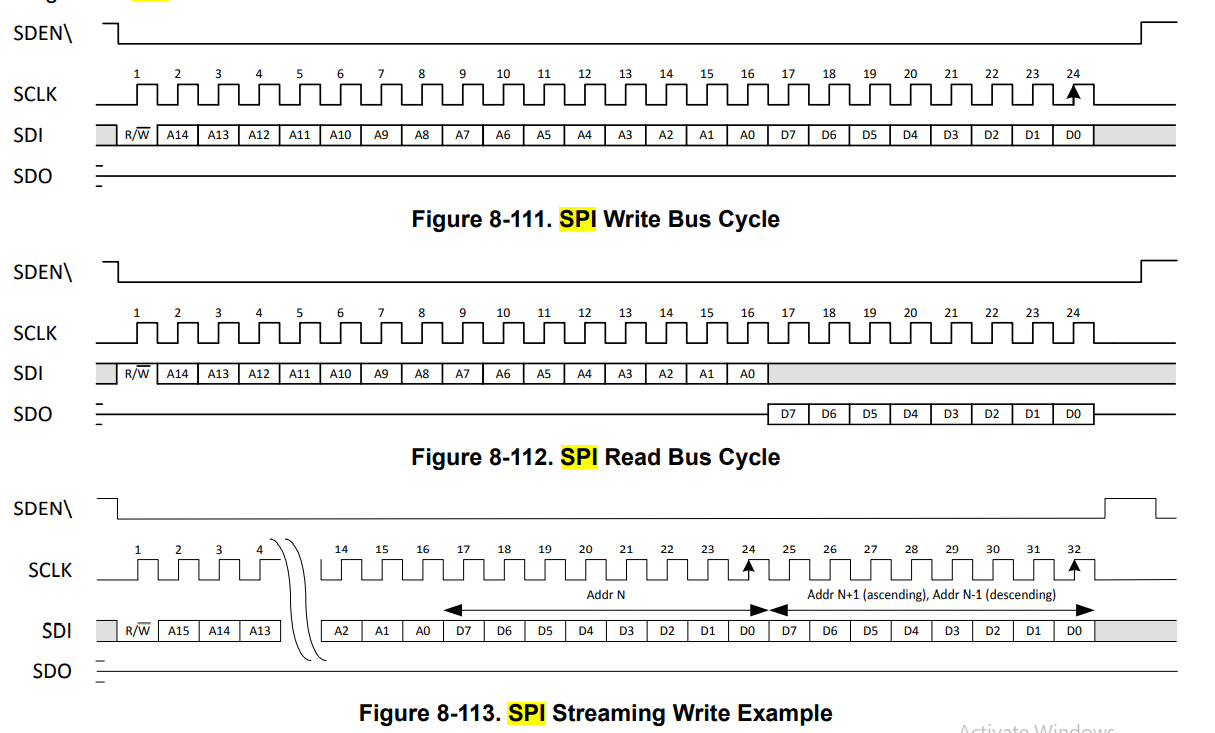 SDEN\
1 2 3 4 5 6 7 8 9 10 11 12 13 14 15 16 17 18 19 20 21 22 23 24
SCLK
SDI R/W̅ A14 A13 A12 A11 A10 A9 A8 A7 A6 A5 A4 A3 A2 A1 A0 D7 D6 D5 D4 D3 D2 D1 D0
SDO
Figure 8-111. SPI Write Bus Cycle
SDEN\
1 2 3 4 5 6 7 8 9 10 11 12 13 14 15 16 17 18 19 20 21 22 23 24
SCLK
SDI R/W̅ A14 A13 A12 A11 A10 A9 A8 A7 A6 A5 A4 A3 A2 A1 A0
SDO D7 D6 D5 D4 D3 D2 D1 D0
Figure 8-112. SPI Read Bus Cycle
SDEN\
1 2 3 4 14 15 16 17 18 19 20 21 22 23 24 25 26 27 28 29 30 31 32
SCLK
Addr N Addr N+1 (ascending), Addr N-1 (descending)
SDI R/W̅ A15 A14 A13 A2 A1 A0 D7 D6 D5 D4 D3 D2 D1 D0 D7 D6 D5 D4 D3 D2 D1 D0
SDO
Figure 8-113. SPI Streaming Write Example
Activate Windows